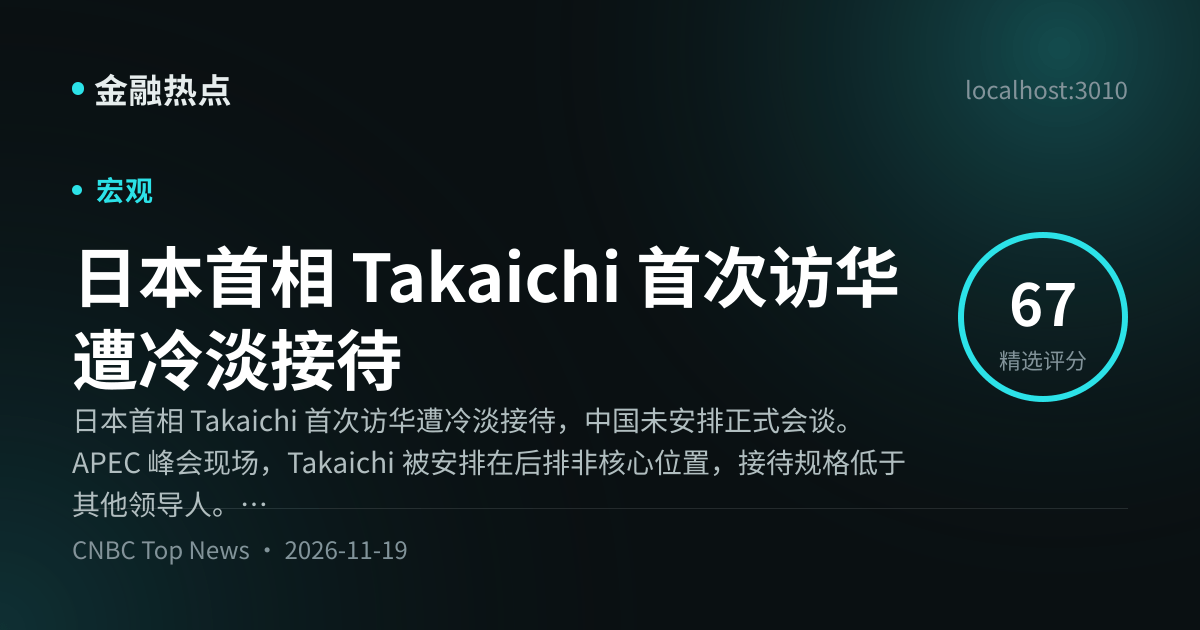 金融热点
localhost:3010
宏观
日本首相 Takaichi 首次访华
遭冷淡接待
67
精选评分
日本首相 Takaichi 首次访华遭冷淡接待，中国未安排正式会谈。
APEC 峰会现场，Takaichi 被安排在后排非核心位置，接待规格低于
其他领导人。…
CNBC Top News · 2026-11-19